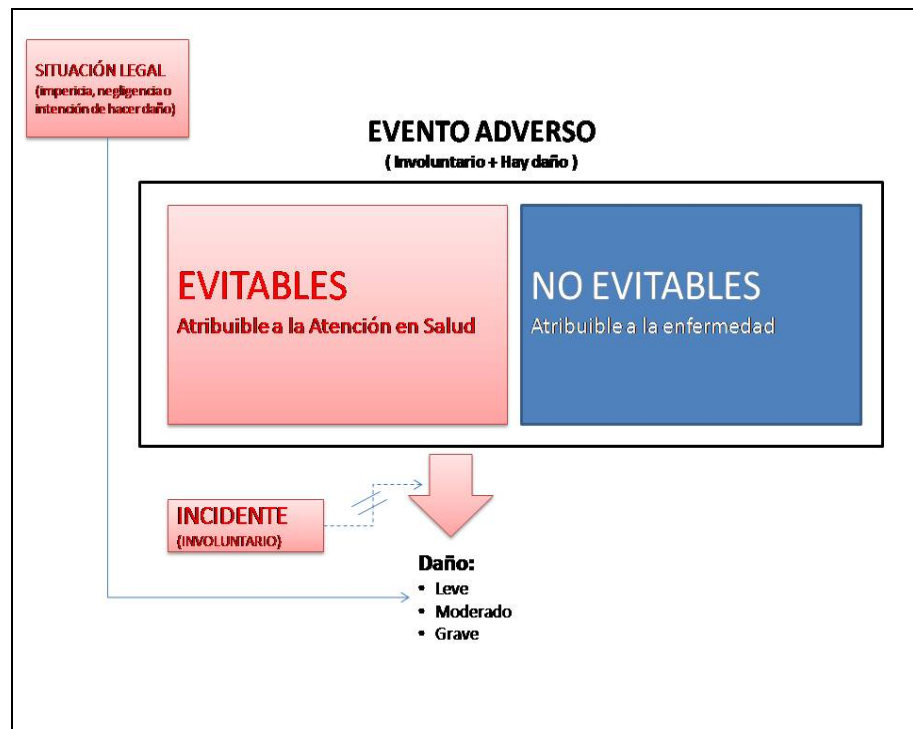 SITUACIÓN LEGAL
(impericia, negligencia o
intención de hacer daño)
EVENTO ADVERSO
( Involuntario + Hay daño )
EVITABLES
Atribuible a la Atención en Salud
NO EVITABLES
Atribuible a la enfermedad
INCIDENTE
(INVOLUNTARIO)
Daño:
• Leve
• Moderado
• Grave